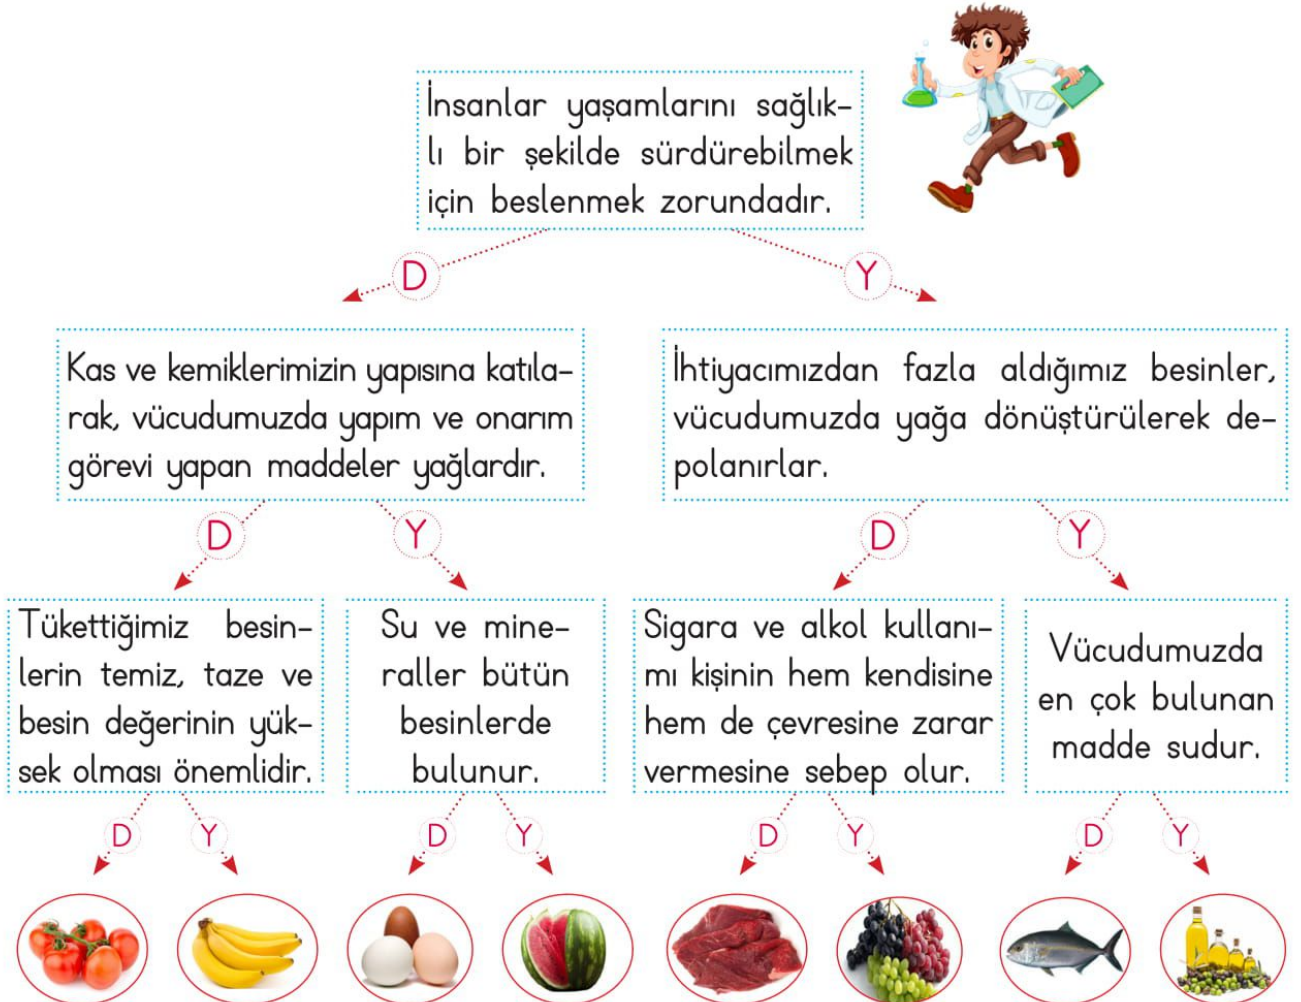 İnsanlar yaşamlarını sağlık-
lı bir şekilde sürdürebilmek
için beslenmek zorundadır.
D
Y
Kas ve kemiklerimizin yapısına katıla-
rak, vücudumuzda yapım ve onarım
görevi yapan maddeler yağlardır.
İhtiyacımızdan fazla aldığımız besinler,
vücudumuzda yağa dönüştürülerek de-
polanırlar.
D
Y
D
Y
Tükettiğimiz besin-
lerin temiz, taze ve
besin değerinin yük-
sek olması önemlidir.
Su ve mine-
raller bütün
besinlerde
bulunur.
Sigara ve alkol kullanı-
mı kişinin hem kendisine
hem de çevresine zarar
vermesine sebep olur.
Vücudumuzda
en çok bulunan
madde sudur.
D
Y
D
Y
D
Y
D
Y